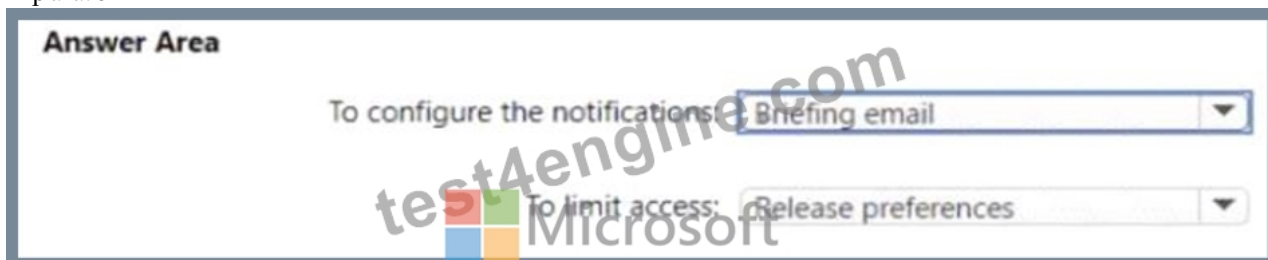 Answer Area
To configure the notifications: Briefing email
To limit access: Release preferences
test4engine.com
Microsoft